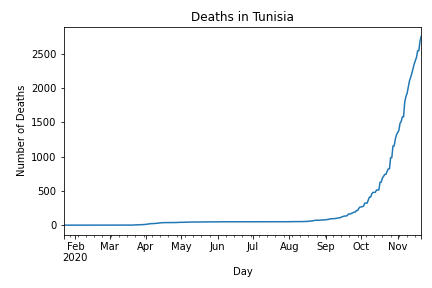 Deaths in Tunisia
Number of Deaths
2500
2000
1500
1000
500
0
Feb Mar Apr May Jun Jul Aug Sep Oct Nov
2020
Day